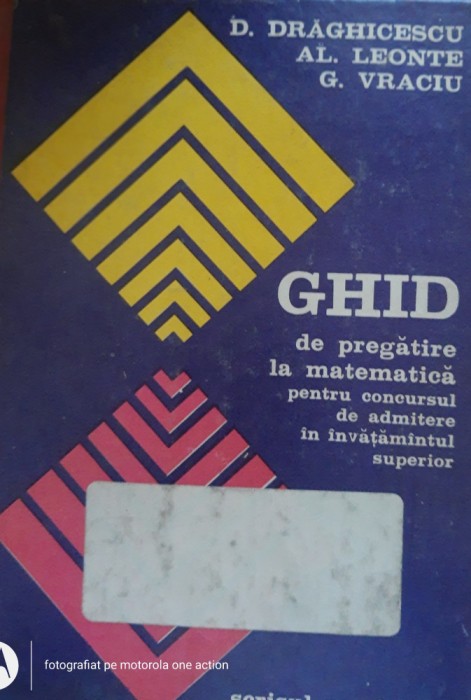 D. DRĂGHICESCU
AL. LEONTE
G. VRACIU
GHID
de pregătire
la matematică
pentru concursul
de admitere
în învățămîntul
superior
fotografiat pe motorola one action